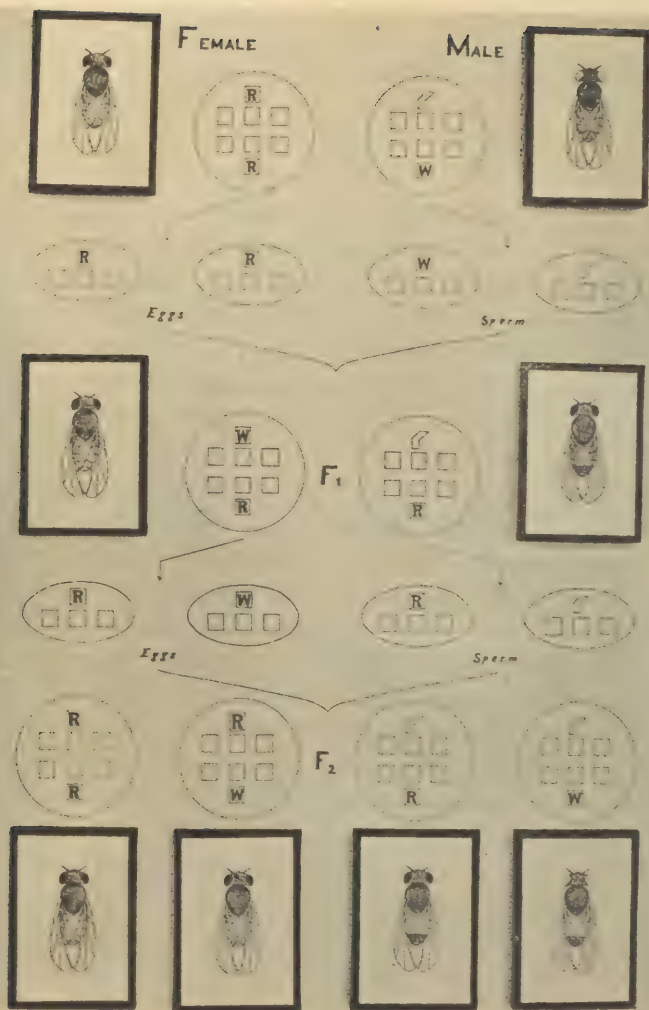 FEMALE MALE
R
R W
R R W
Eggs Sperm
W
F1
R R
R W R
Eggs Sperm
R R
F2
R W R W